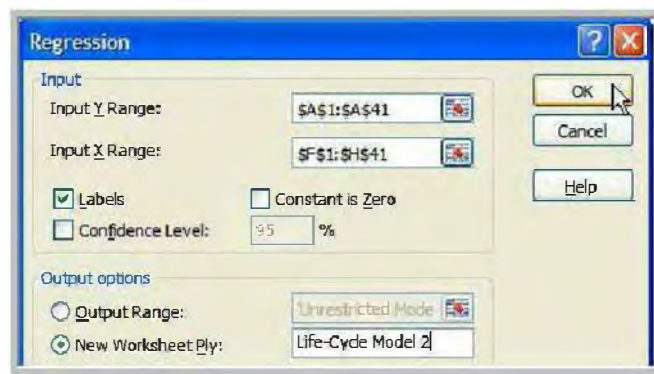 Regression
Input
Input Y Range: $A$1:$A$41
Input X Range: $F$1:$H$41
Labels Constant is Zero
Confidence Level: 95 %
OK
Cancel
Help
Output options
Output Range: 'Unrestricted Mode
New Worksheet Ply: Life-Cycle Model 2